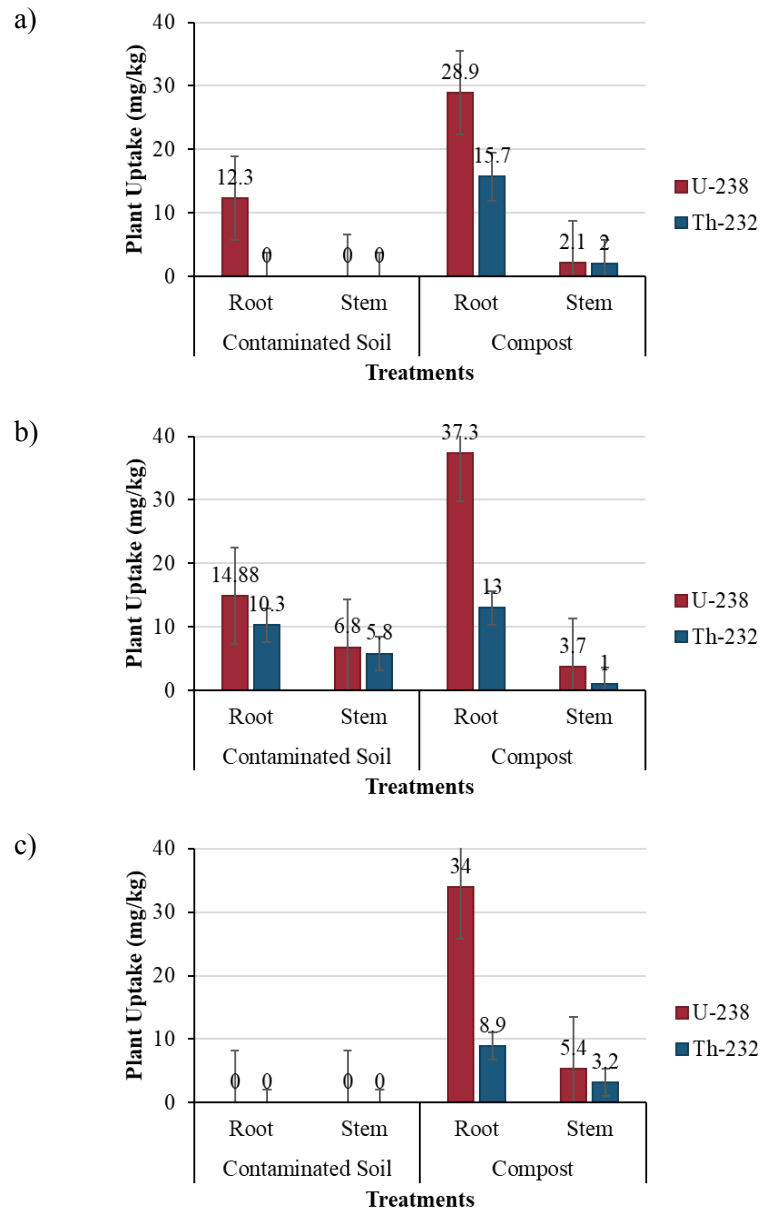 a)
Plant Uptake (mg/kg)
40
30
20
10
0
12.3
0
0
0
28.9
15.7
2.1
2
Root
Stem
Root
Stem
Contaminated Soil
Compost
Treatments
U-238
Th-232
b)
Plant Uptake (mg/kg)
40
30
20
10
0
14.88
10.3
6.8
5.8
37.3
13
3.7
1
Root
Stem
Root
Stem
Contaminated Soil
Compost
Treatments
U-238
Th-232
c)
Plant Uptake (mg/kg)
40
30
20
10
0
0
0
0
0
34
8.9
5.4
3.2
Root
Stem
Root
Stem
Contaminated Soil
Compost
Treatments
U-238
Th-232